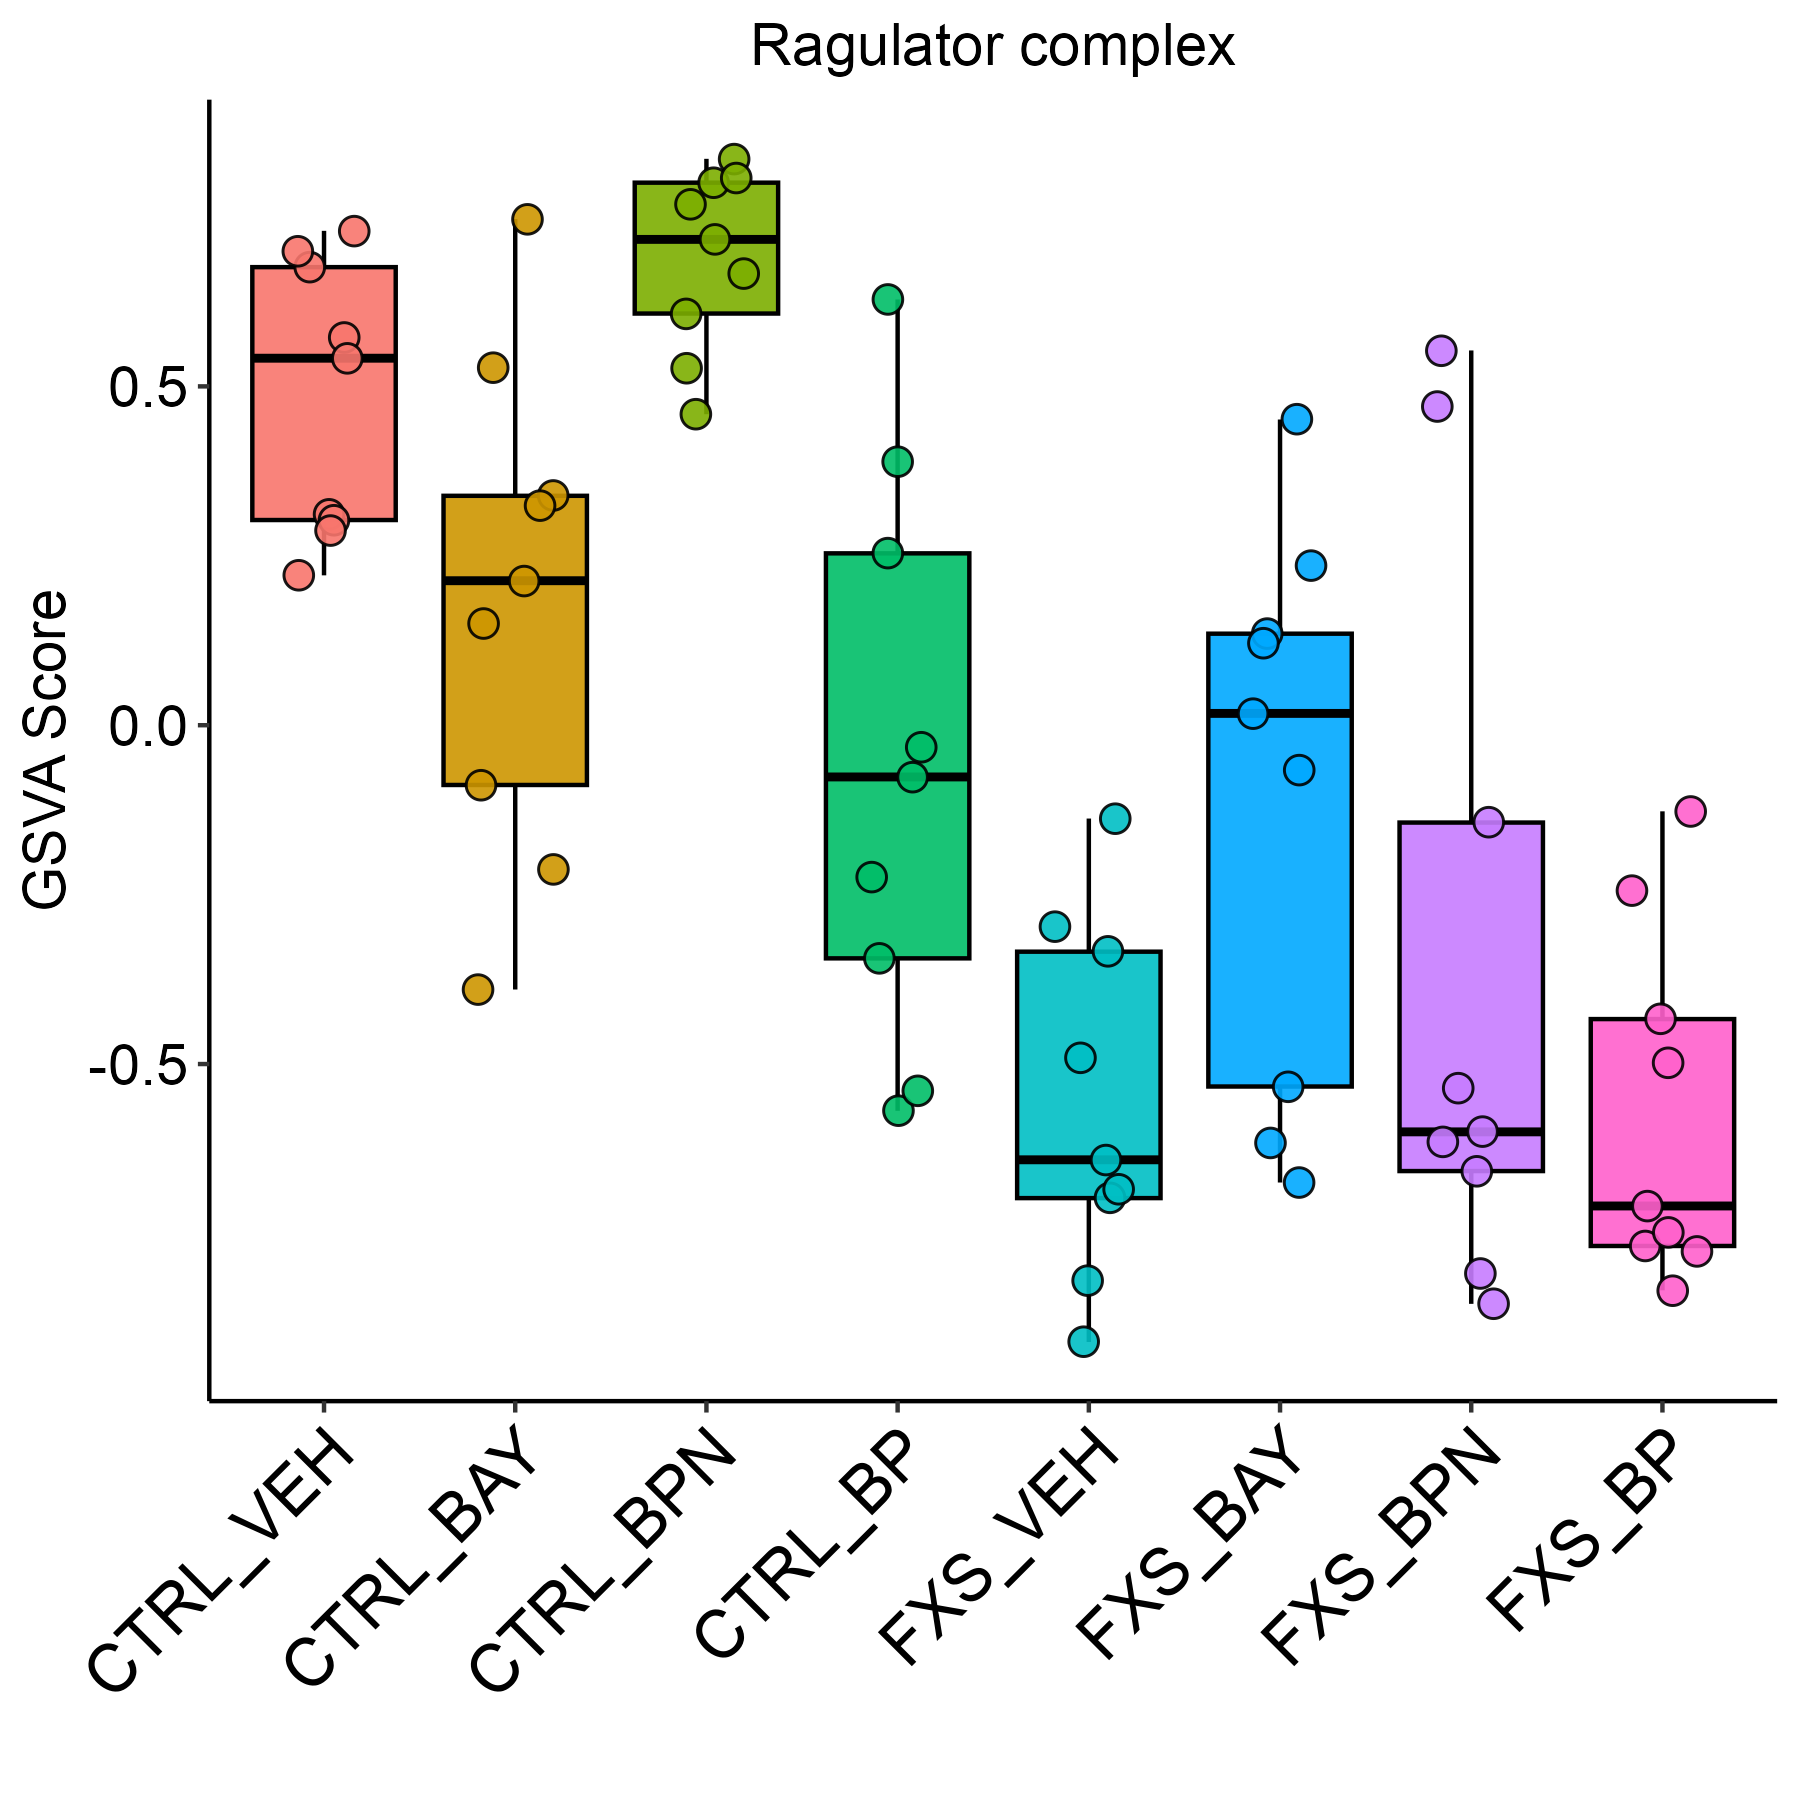 Ragulator complex
GSVA Score
0.5
0.0
-0.5
CTRL_VEH
CTRL_BAY
CTRL_BPN
CTRL_BP
FXS_VEH
FXS_BAY
FXS_BPN
FXS_BP